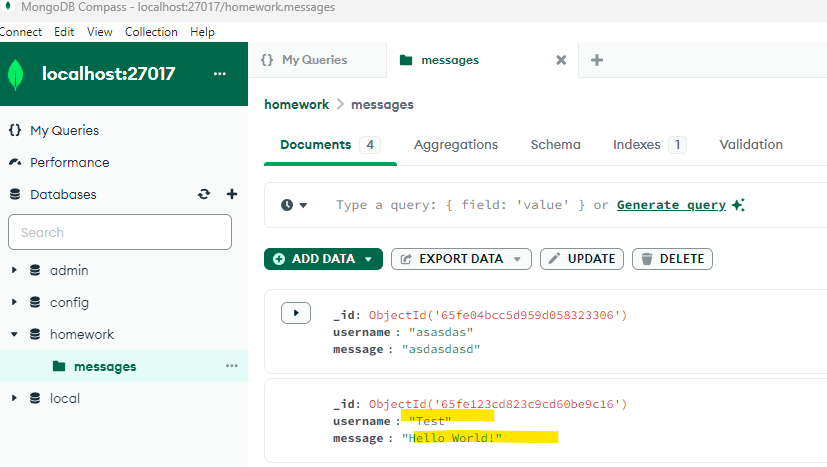 MongoDB Compass - localhost:27017/homework.messages
Connect Edit View Collection Help
localhost:27017 ...
{} My Queries
Performance
Databases
Search
admin
config
homework
messages ...
local
{} My Queries
messages
homework > messages
Documents 4 Aggregations Schema Indexes 1 Validation
Type a query: { field: 'value' } or Generate query
ADD DATA EXPORT DATA UPDATE DELETE
_id: ObjectId('65fe04bcc5d959d058323306')
username : "asasdas"
message : "asdasdasd"
_id: ObjectId('65fe123cd823c9cd60be9c16')
username : "Test"
message : "Hello World!"